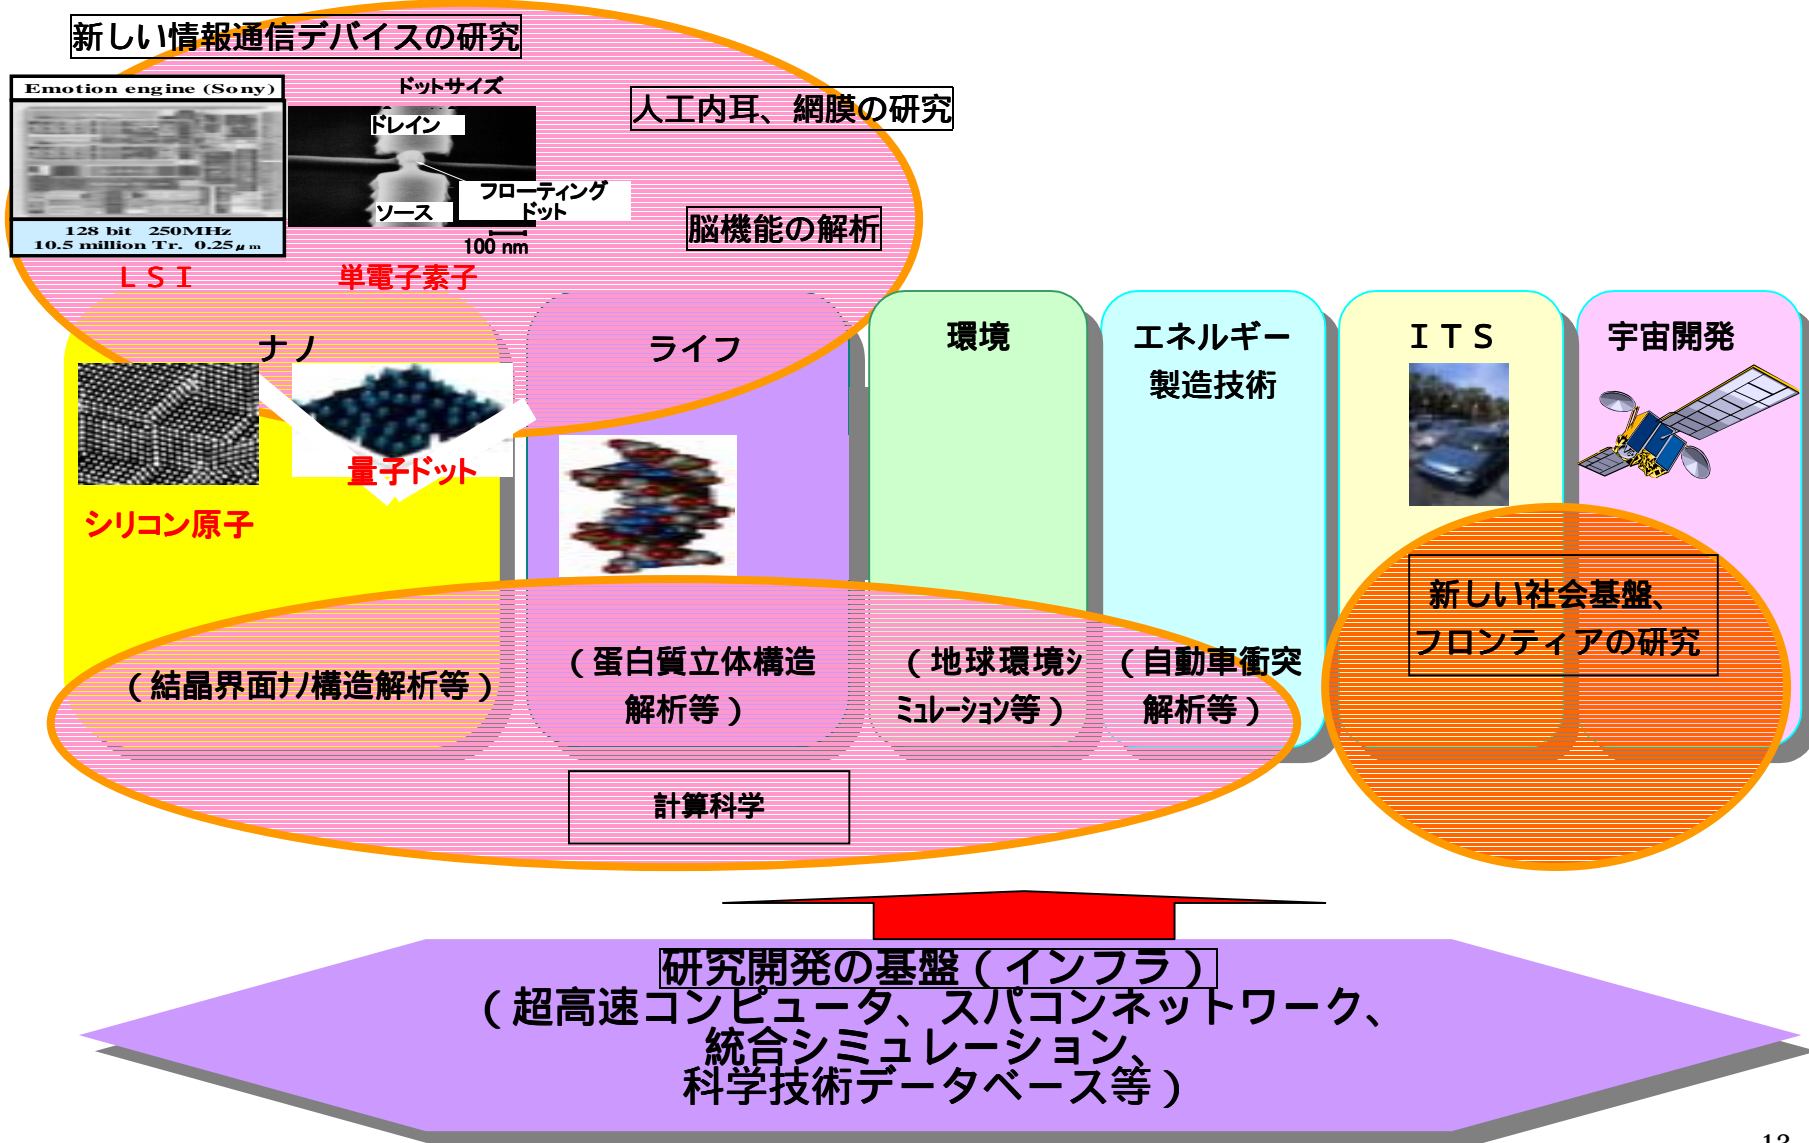 新しい情報通信デバイスの研究
Emotion engine (Sony)
128 bit 250MHz
10.5 million Tr. 0.25μm
ＬＳＩ
ドットサイズ
ドレイン
フローティング
ドット
ソース
100 nm
単電子素子
人工内耳、網膜の研究
脳機能の解析
ナノ
シリコン原子
量子ドット
(結晶界面ナノ構造解析等)
ライフ
(蛋白質立体構造
解析等)
環境
(地球環境シ
ミュレーション等)
エネルギー
製造技術
(自動車衝突
解析等)
ＩＴＳ
宇宙開発
新しい社会基盤、
フロンティアの研究
計算科学
研究開発の基盤(インフラ)
(超高速コンピュータ、スパコンネットワーク、
統合シミュレーション、
科学技術データベース等)